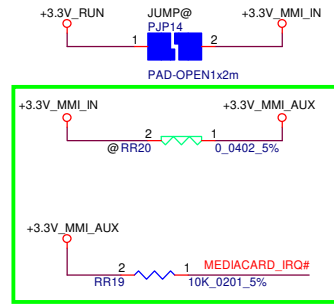 +3.3V_RUN JUMP@ +3.3V_MMI_IN
PJP14
1 2
PAD-OPEN1x2m
+3.3V_MMI_IN +3.3V_MMI_AUX
2 1
@ RR20 0_0402_5%
+3.3V_MMI_AUX
2 1 MEDIACARD_IRQ#
RR19 10K_0201_5%